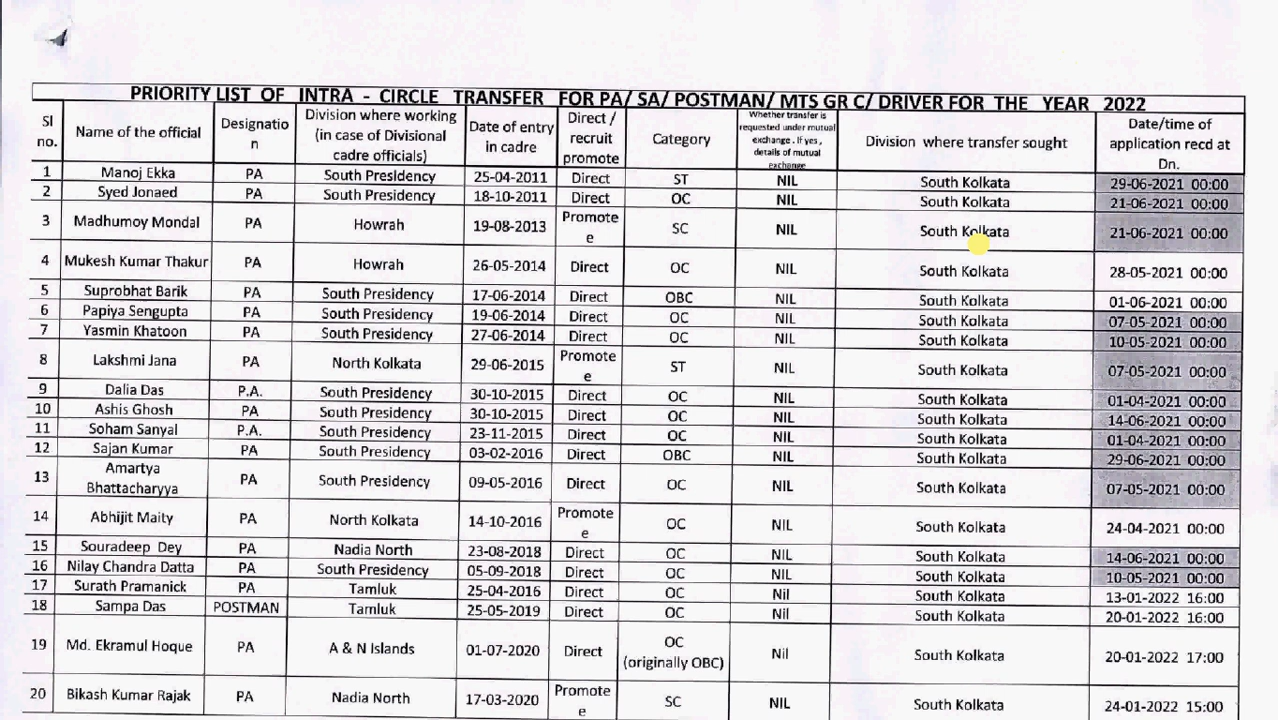 PRIORITY LIST OF INTRA - CIRCLE TRANSFER FOR PA/ SA/ POSTMAN/ MTS GR C/ DRIVER FOR THE YEAR 2022
Sl no. Name of the official Designation Division where working (in case of Divisional cadre officials) Date of entry in cadre Direct / recruit promote Category Whether transfer is requested under mutual exchange . If yes , details of mutual exchange Division where transfer sought Date/time of application recd at Dn.
1 Manoj Ekka PA South Presidency 25-04-2011 Direct ST NIL South Kolkata 29-06-2021 00:00
2 Syed Jonaed PA South Presidency 18-10-2011 Direct OC NIL South Kolkata 21-06-2021 00:00
3 Madhumoy Mondal PA Howrah 19-08-2013 Promotee SC NIL South Kolkata 21-06-2021 00:00
4 Mukesh Kumar Thakur PA Howrah 26-05-2014 Direct OC NIL South Kolkata 28-05-2021 00:00
5 Suprobhat Barik PA South Presidency 17-06-2014 Direct OBC NIL South Kolkata 01-06-2021 00:00
6 Papiya Sengupta PA South Presidency 19-06-2014 Direct OC NIL South Kolkata 07-05-2021 00:00
7 Yasmin Khatoon PA South Presidency 27-06-2014 Direct OC NIL South Kolkata 10-05-2021 00:00
8 Lakshmi Jana PA North Kolkata 29-06-2015 Promotee ST NIL South Kolkata 07-05-2021 00:00
9 Dalia Das P.A. South Presidency 30-10-2015 Direct OC NIL South Kolkata 01-04-2021 00:00
10 Ashis Ghosh PA South Presidency 30-10-2015 Direct OC NIL South Kolkata 14-06-2021 00:00
11 Soham Sanyal P.A. South Presidency 23-11-2015 Direct OC NIL South Kolkata 01-04-2021 00:00
12 Sajan Kumar PA South Presidency 03-02-2016 Direct OBC NIL South Kolkata 29-06-2021 00:00
13 Amartya Bhattacharyya PA South Presidency 09-05-2016 Direct OC NIL South Kolkata 07-05-2021 00:00
14 Abhijit Maity PA North Kolkata 14-10-2016 Promotee OC NIL South Kolkata 24-04-2021 00:00
15 Souradeep Dey PA Nadia North 23-08-2018 Direct OC NIL South Kolkata 14-06-2021 00:00
16 Nilay Chandra Datta PA South Presidency 05-09-2018 Direct OC NIL South Kolkata 10-05-2021 00:00
17 Surath Pramanick PA Tamluk 25-04-2016 Direct OC Nil South Kolkata 13-01-2022 16:00
18 Sampa Das POSTMAN Tamluk 25-05-2019 Direct OC Nil South Kolkata 20-01-2022 16:00
19 Md. Ekramul Hoque PA A & N Islands 01-07-2020 Direct OC (originally OBC) Nil South Kolkata 20-01-2022 17:00
20 Bikash Kumar Rajak PA Nadia North 17-03-2020 Promotee SC NIL South Kolkata 24-01-2022 15:00